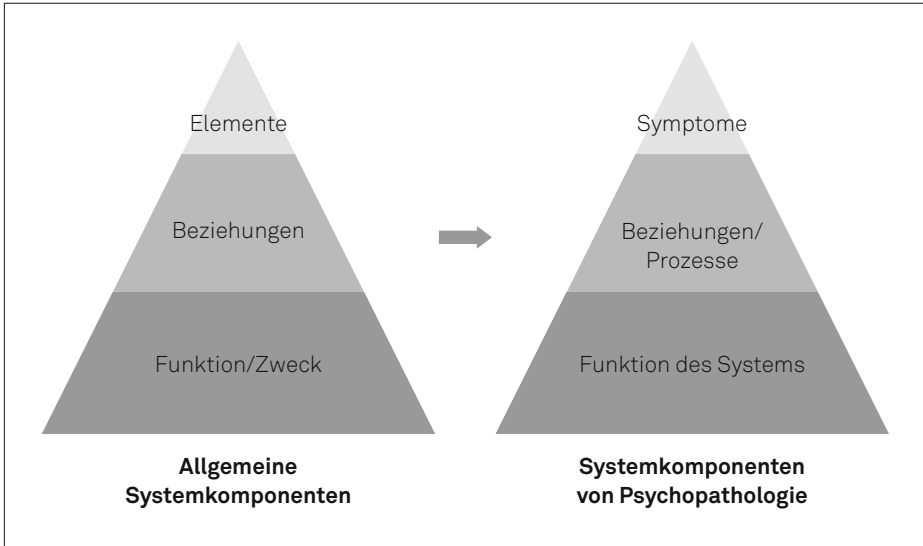 Elemente
Beziehungen
Funktion/Zweck
Allgemeine
Systemkomponenten
Symptome
Beziehungen/
Prozesse
Funktion des Systems
Systemkomponenten
von Psychopathologie